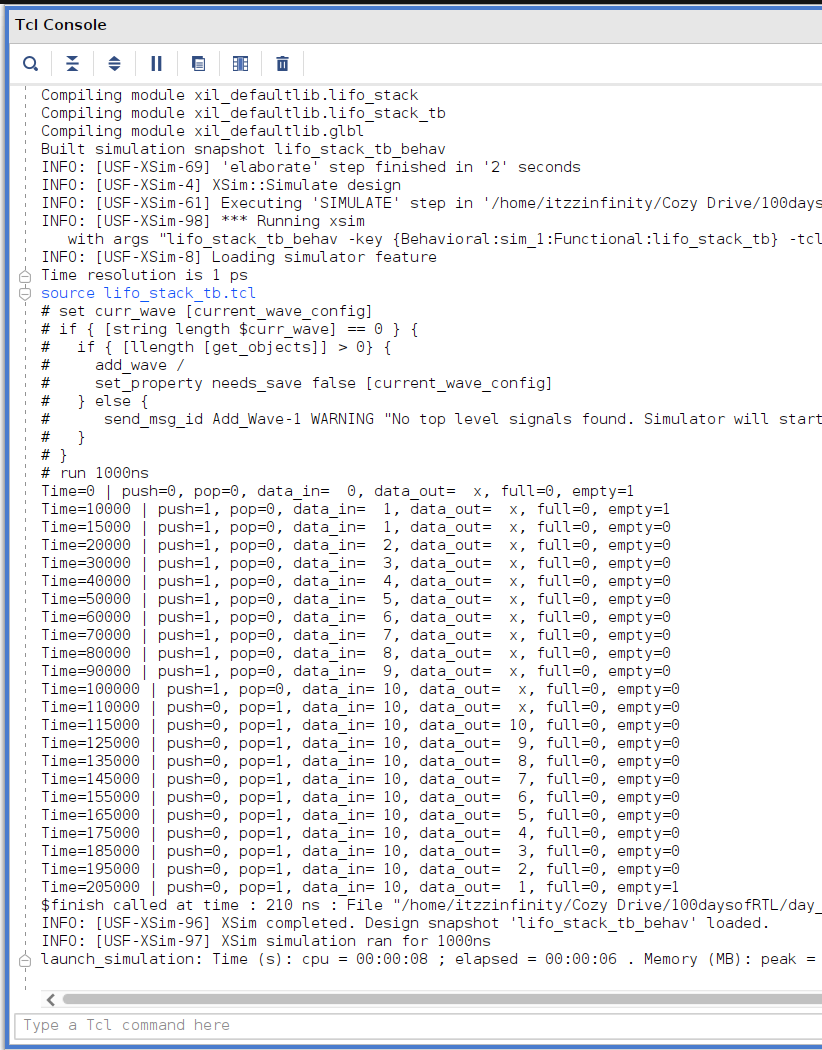 Tcl Console
Compiling module xil_defaultlib.lifo_stack
Compiling module xil_defaultlib.lifo_stack_tb
Compiling module xil_defaultlib.glbl
Built simulation snapshot lifo_stack_tb_behav
INFO: [USF-XSim-69] 'elaborate' step finished in '2' seconds
INFO: [USF-XSim-4] XSim::Simulate design
INFO: [USF-XSim-61] Executing 'SIMULATE' step in '/home/itzzinfinity/Cozy Drive/100days
INFO: [USF-XSim-98] *** Running xsim
   with args "lifo_stack_tb_behav -key {Behavioral:sim_1:Functional:lifo_stack_tb} -tcl
INFO: [USF-XSim-8] Loading simulator feature
Time resolution is 1 ps
source lifo_stack_tb.tcl
# set curr_wave [current_wave_config]
# if { [string length $curr_wave] == 0 } {
#   if { [llength [get_objects]] > 0} {
#     add_wave /
#     set_property needs_save false [current_wave_config]
#   } else {
#      send_msg_id Add_Wave-1 WARNING "No top level signals found. Simulator will start
#   }
# }
# run 1000ns
Time=0 | push=0, pop=0, data_in=  0, data_out=  x, full=0, empty=1
Time=10000 | push=1, pop=0, data_in=  1, data_out=  x, full=0, empty=1
Time=15000 | push=1, pop=0, data_in=  1, data_out=  x, full=0, empty=0
Time=20000 | push=1, pop=0, data_in=  2, data_out=  x, full=0, empty=0
Time=30000 | push=1, pop=0, data_in=  3, data_out=  x, full=0, empty=0
Time=40000 | push=1, pop=0, data_in=  4, data_out=  x, full=0, empty=0
Time=50000 | push=1, pop=0, data_in=  5, data_out=  x, full=0, empty=0
Time=60000 | push=1, pop=0, data_in=  6, data_out=  x, full=0, empty=0
Time=70000 | push=1, pop=0, data_in=  7, data_out=  x, full=0, empty=0
Time=80000 | push=1, pop=0, data_in=  8, data_out=  x, full=0, empty=0
Time=90000 | push=1, pop=0, data_in=  9, data_out=  x, full=0, empty=0
Time=100000 | push=1, pop=0, data_in= 10, data_out=  x, full=0, empty=0
Time=110000 | push=0, pop=1, data_in= 10, data_out=  x, full=0, empty=0
Time=115000 | push=0, pop=1, data_in= 10, data_out= 10, full=0, empty=0
Time=125000 | push=0, pop=1, data_in= 10, data_out=  9, full=0, empty=0
Time=135000 | push=0, pop=1, data_in= 10, data_out=  8, full=0, empty=0
Time=145000 | push=0, pop=1, data_in= 10, data_out=  7, full=0, empty=0
Time=155000 | push=0, pop=1, data_in= 10, data_out=  6, full=0, empty=0
Time=165000 | push=0, pop=1, data_in= 10, data_out=  5, full=0, empty=0
Time=175000 | push=0, pop=1, data_in= 10, data_out=  4, full=0, empty=0
Time=185000 | push=0, pop=1, data_in= 10, data_out=  3, full=0, empty=0
Time=195000 | push=0, pop=1, data_in= 10, data_out=  2, full=0, empty=0
Time=205000 | push=0, pop=1, data_in= 10, data_out=  1, full=0, empty=1
$finish called at time : 210 ns : File "/home/itzzinfinity/Cozy Drive/100daysofRTL/day_
INFO: [USF-XSim-96] XSim completed. Design snapshot 'lifo_stack_tb_behav' loaded.
INFO: [USF-XSim-97] XSim simulation ran for 1000ns
launch_simulation: Time (s): cpu = 00:00:08 ; elapsed = 00:00:06 . Memory (MB): peak =
Type a Tcl command here